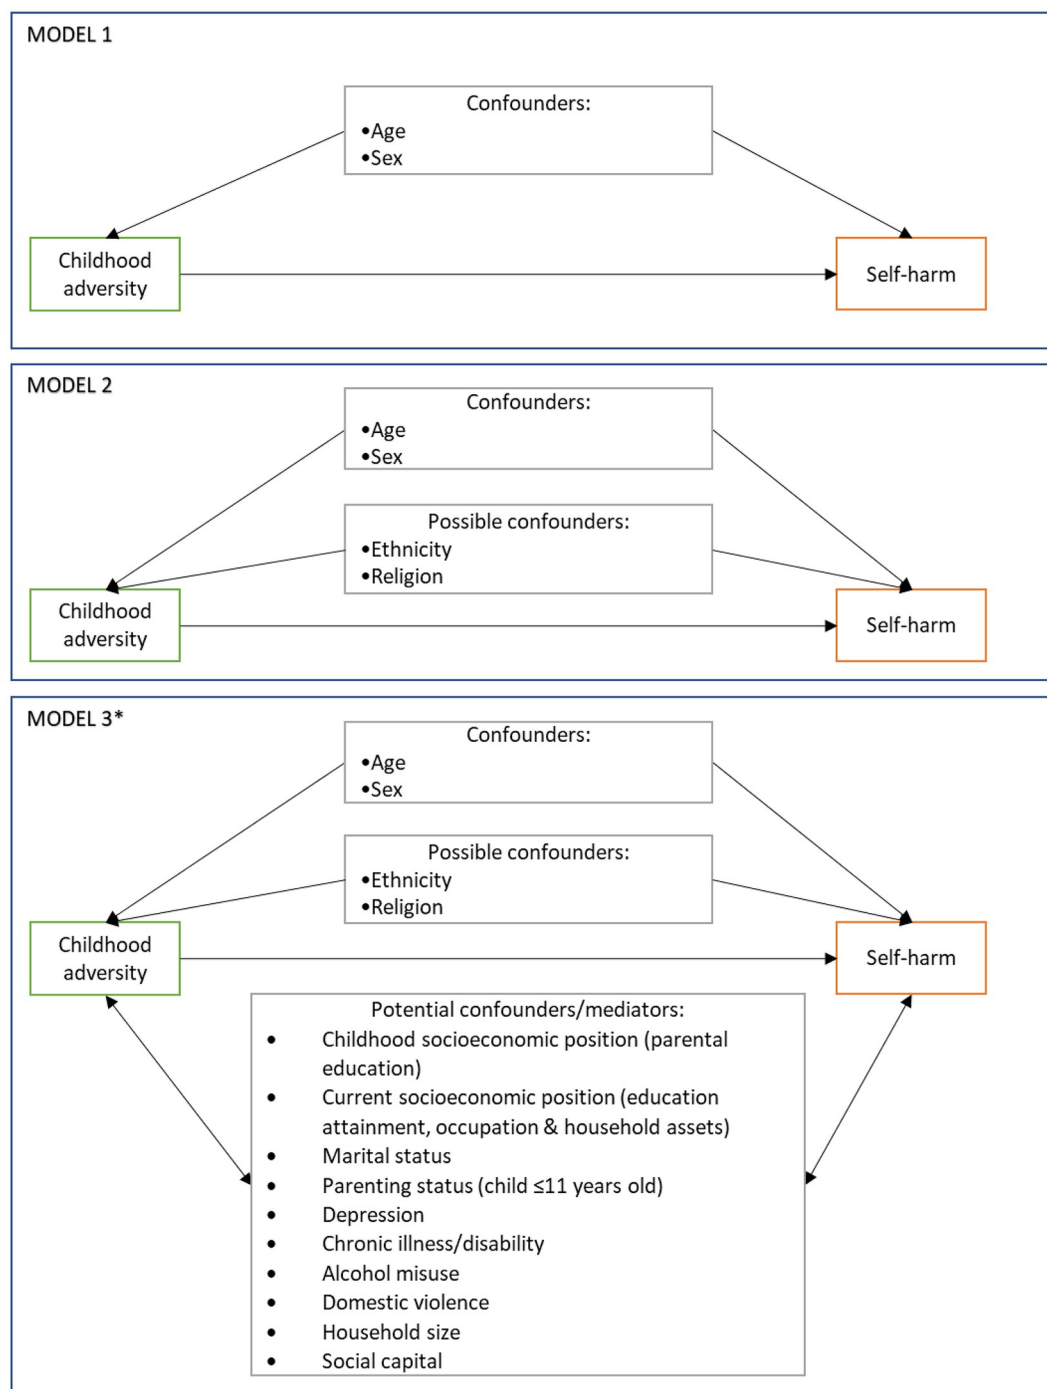 MODEL 1
Confounders:
•Age
•Sex
Childhood
adversity
Self-harm
MODEL 2
Confounders:
•Age
•Sex
Possible confounders:
•Ethnicity
•Religion
Childhood
adversity
Self-harm
MODEL 3*
Confounders:
•Age
•Sex
Possible confounders:
•Ethnicity
•Religion
Childhood
adversity
Self-harm
Potential confounders/mediators:
• Childhood socioeconomic position (parental
education)
• Current socioeconomic position (education
attainment, occupation & household assets)
• Marital status
• Parenting status (child ≤11 years old)
• Depression
• Chronic illness/disability
• Alcohol misuse
• Domestic violence
• Household size
• Social capital